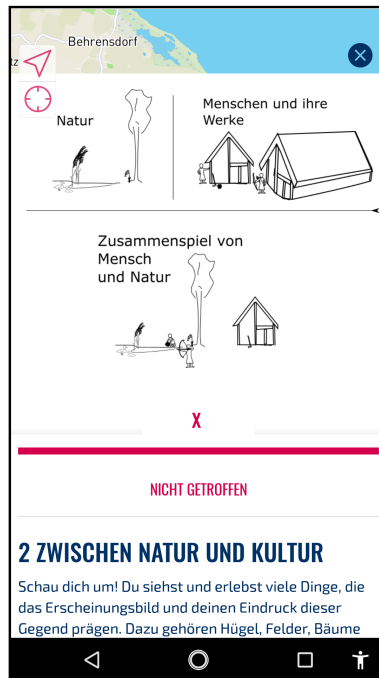 Behrensdorf
tz
Natur
Menschen und ihre
Werke
Zusammenspiel von
Mensch
und Natur
X
NICHT GETROFFEN
2 ZWISCHEN NATUR UND KULTUR
Schau dich um! Du siehst und erlebst viele Dinge, die
das Erscheinungsbild und deinen Eindruck dieser
Gegend prägen. Dazu gehören Hügel, Felder, Bäume